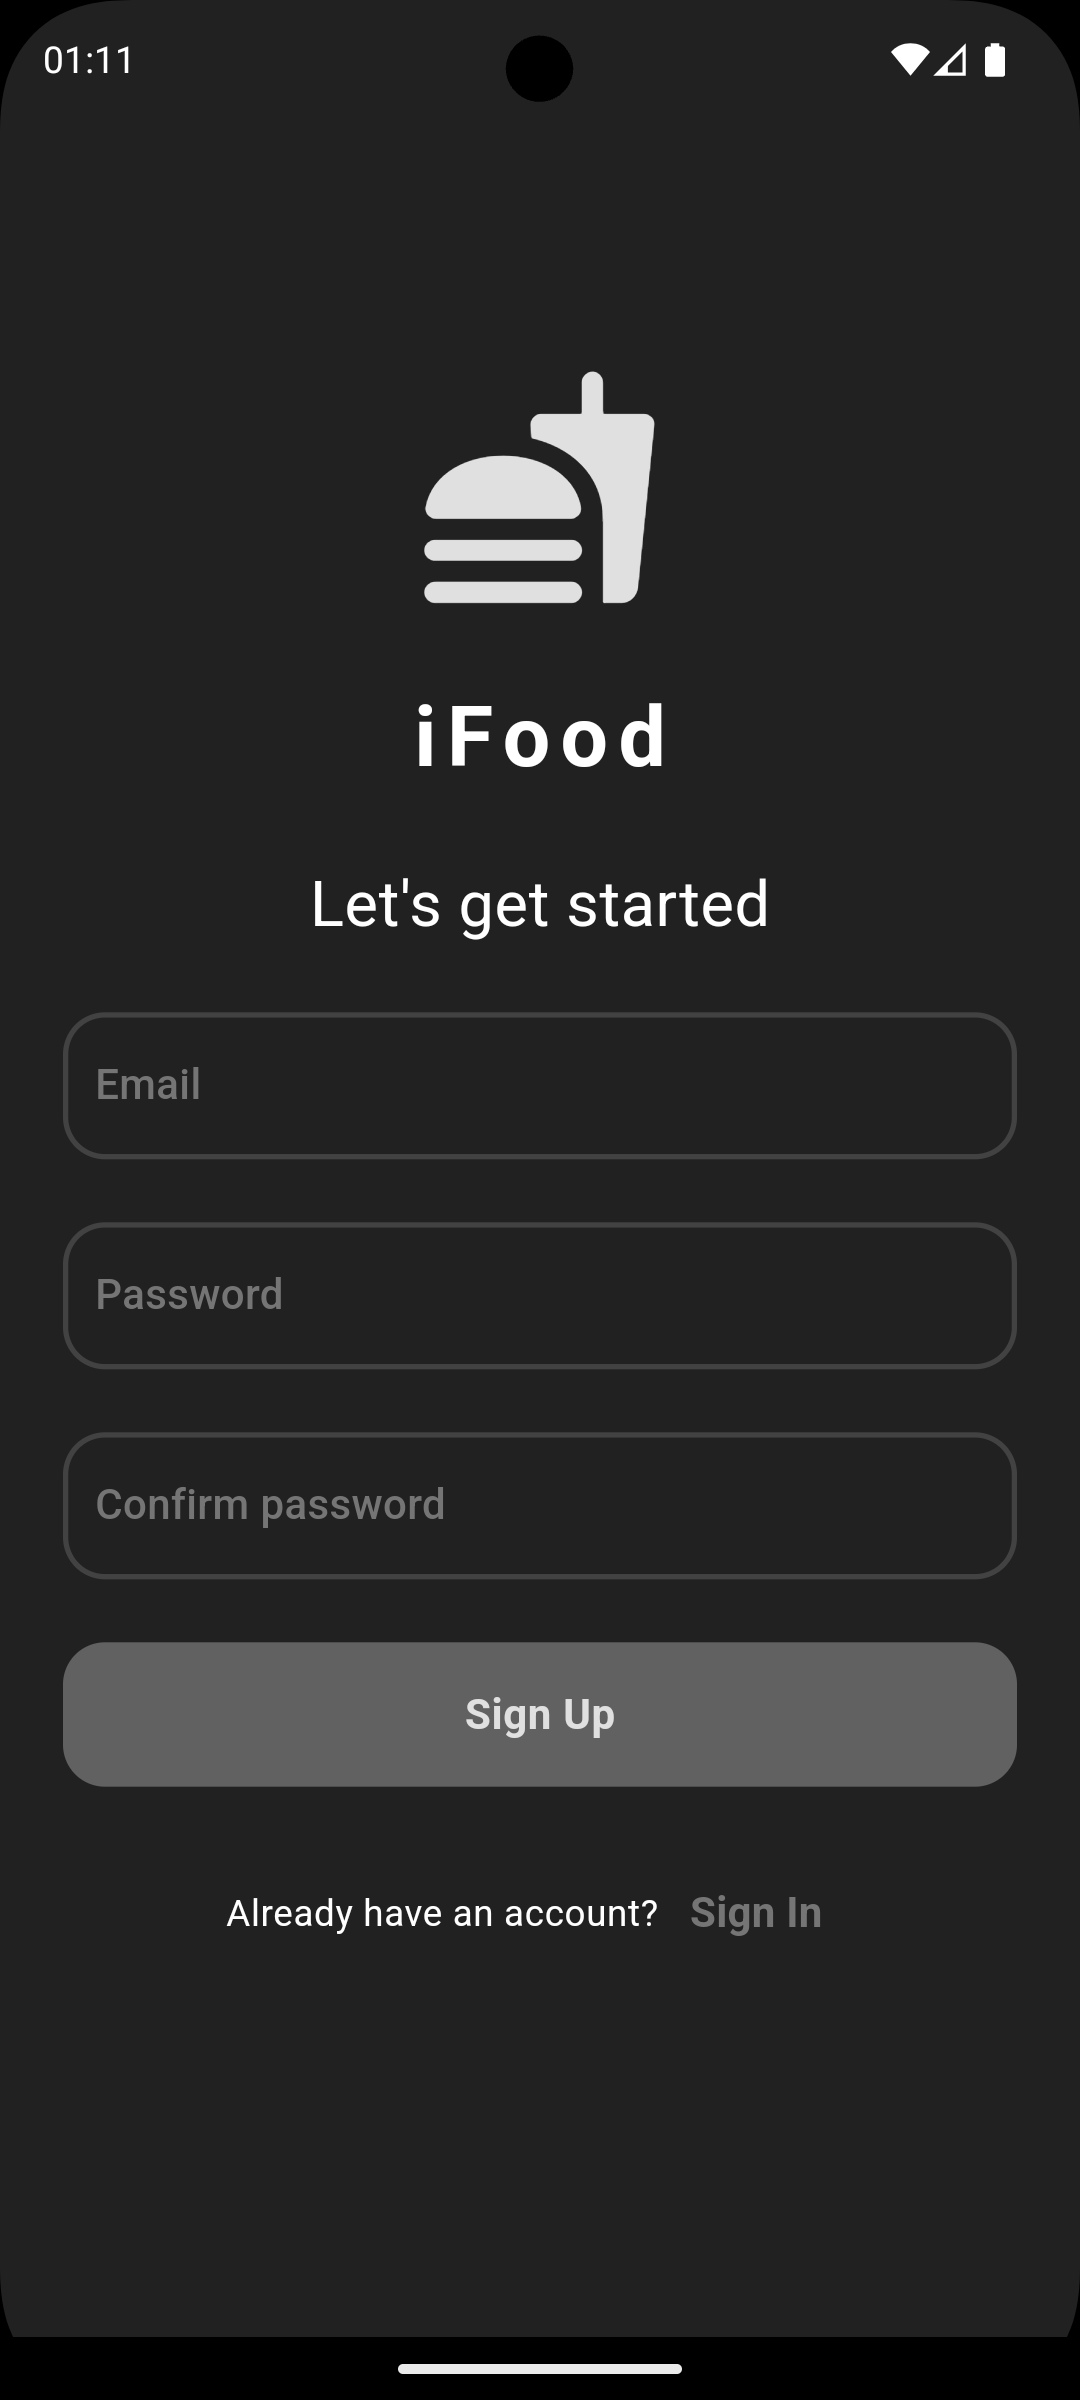 01:11
iFood
Let's get started
Email
Password
Confirm password
Sign Up
Already have an account? Sign In